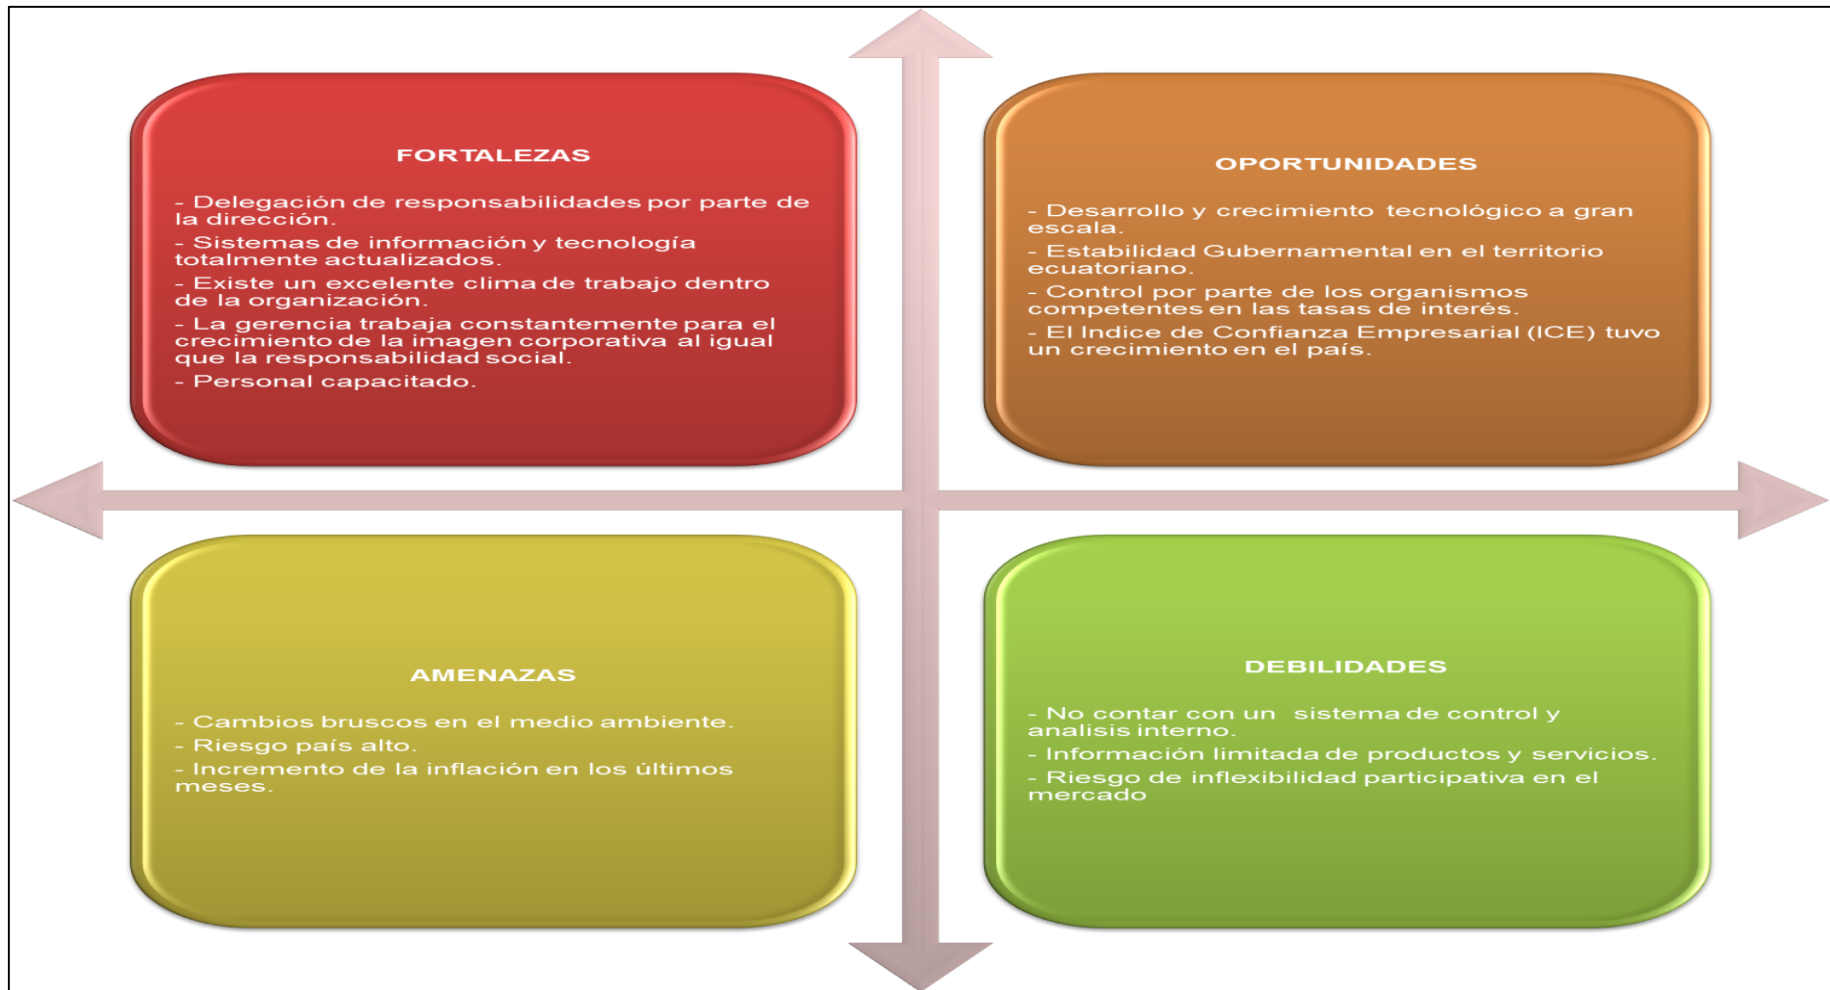 FORTALEZAS
- Delegación de responsabilidades por parte de
la dirección.
- Sistemas de información y tecnología
totalmente actualizados.
- Existe un excelente clima de trabajo dentro
de la organización.
- La gerencia trabaja constantemente para el
crecimiento de la imagen corporativa al igual
que la responsabilidad social.
- Personal capacitado.
OPORTUNIDADES
- Desarrollo y crecimiento tecnológico a gran
escala.
- Estabilidad Gubernamental en el territorio
ecuatoriano.
- Control por parte de los organismos
competentes en las tasas de interés.
- El Indice de Confianza Empresarial (ICE) tuvo
un crecimiento en el país.
AMENAZAS
- Cambios bruscos en el medio ambiente.
- Riesgo país alto.
- Incremento de la inflación en los últimos
meses.
DEBILIDADES
- No contar con un sistema de control y
analisis interno.
- Información limitada de productos y servicios.
- Riesgo de inflexibilidad participativa en el
mercado